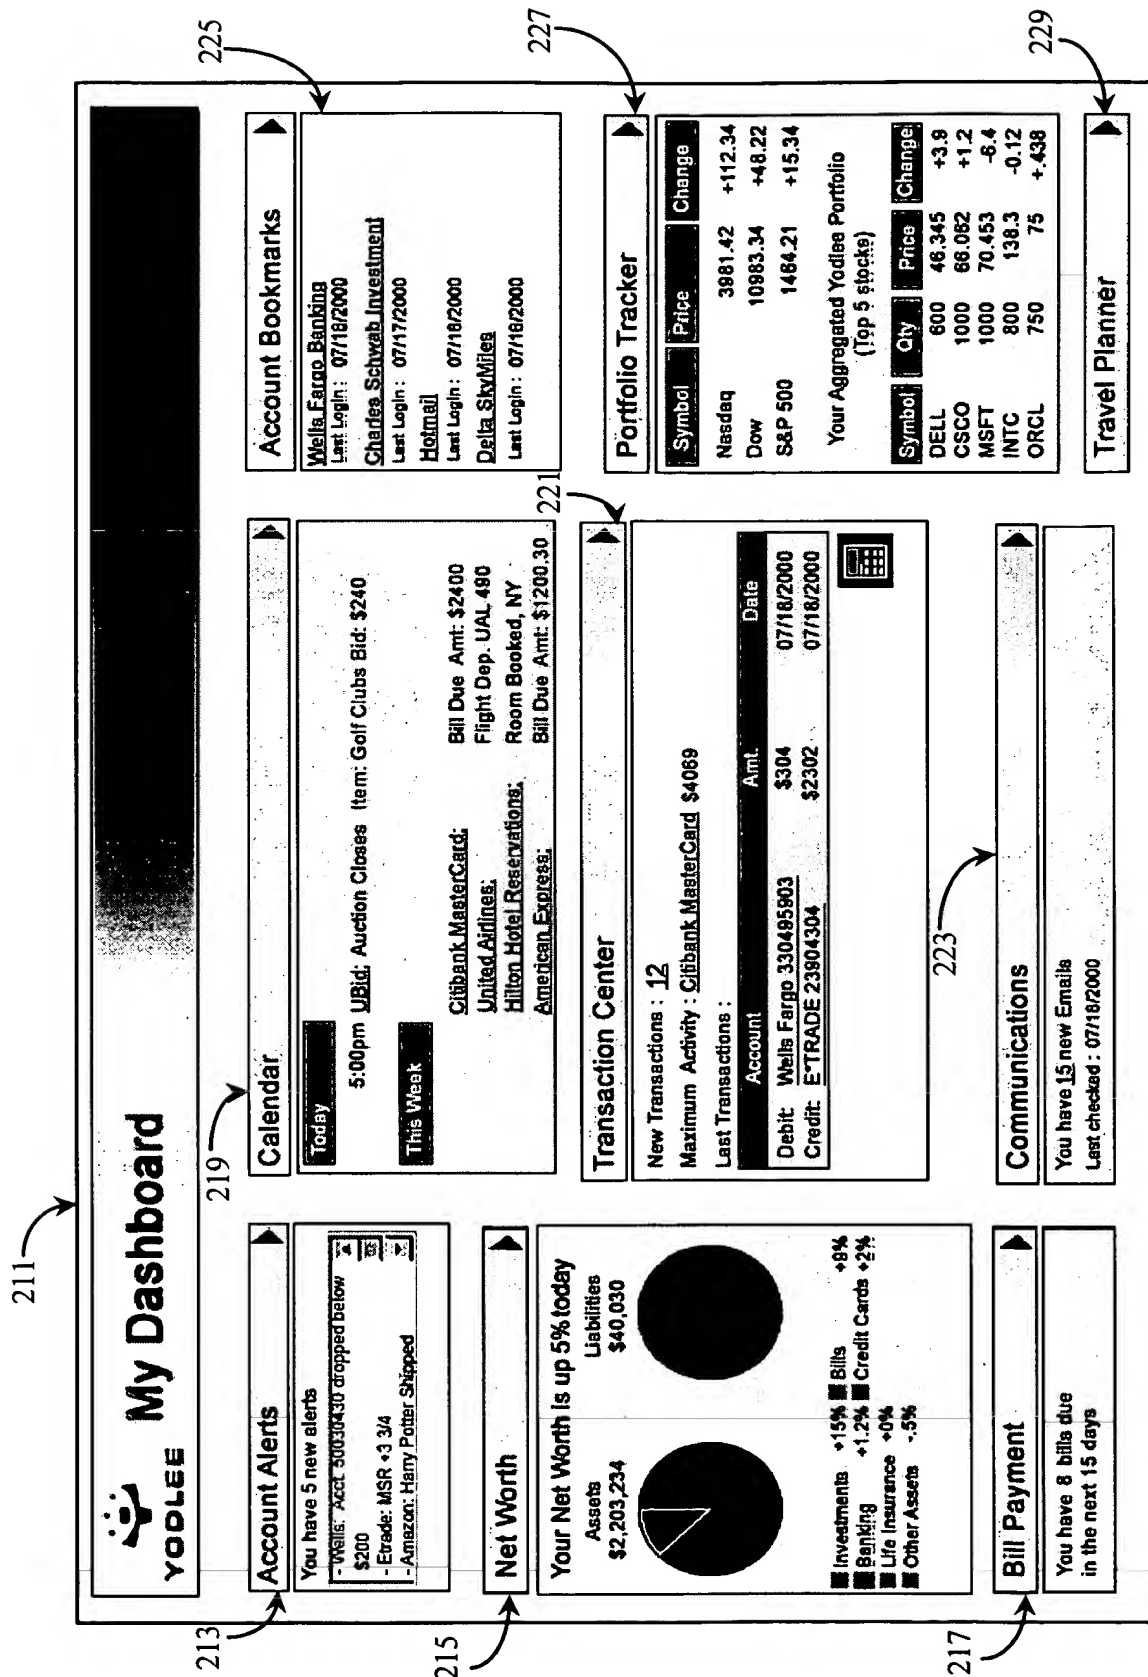 211
YODLEE My Dashboard
213
Account Alerts
You have 5 new alerts
- Wells: Acct. 50030430 dropped below
$200
- Etrade: MSR +3 3/4
- Amazon: Harry Potter Shipped
215
Net Worth
Your Net Worth is up 5% today
Assets Liabilities
$2,203,234 $40,030
Investments +15% Bills +9%
Banking +1.2% Credit Cards +2%
Life Insurance +0%
Other Assets -.5%
217
Bill Payment
You have 8 bills due
in the next 15 days
219
Calendar
Today
5:00pm UBid: Auction Closes Item: Golf Clubs Bid: $240
This Week
Citibank MasterCard: Bill Due Amt: $2400
United Airlines: Flight Dep. UAL 490
Hilton Hotel Reservations: Room Booked, NY
American Express: Bill Due Amt: $1200.30
221
Transaction Center
New Transactions : 12
Maximum Activity : Citibank MasterCard $4069
Last Transactions :
Account Amt. Date
Debit: Wells Fargo 330495903 $304 07/18/2000
Credit: E*TRADE 23904304 $2302 07/18/2000
223
Communications
You have 15 new Emails
Last checked : 07/18/2000
225
Account Bookmarks
Wells Fargo Banking
Last Login : 07/18/2000
Charles Schwab Investment
Last Login : 07/17/2000
Hotmail
Last Login : 07/16/2000
Delta SkyMiles
Last Login : 07/16/2000
227
Portfolio Tracker
Symbol Price Change
Nasdaq 3981.42 +112.34
Dow 10983.34 +48.22
S&P 500 1464.21 +15.34
Your Aggregated Yodlee Portfolio
(Top 5 stocks)
Symbol Qty Price Change
DELL 600 46.345 +3.9
CSCO 1000 66.062 +1.2
MSFT 1000 70.453 -6.4
INTC 800 138.3 -0.12
ORCL 750 75 +.438
229
Travel Planner